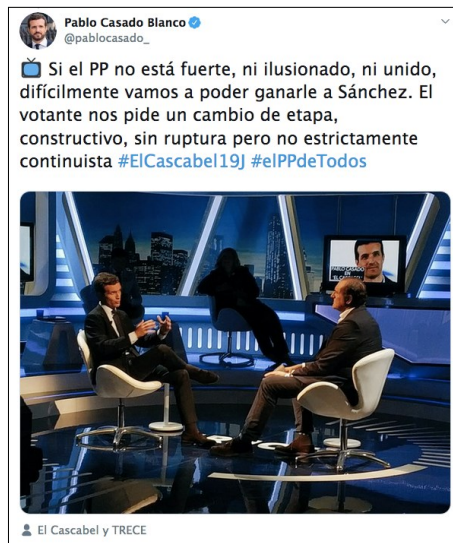 Pablo Casado Blanco
@pablocasado_
Si el PP no está fuerte, ni ilusionado, ni unido,
difícilmente vamos a poder ganarle a Sánchez. El
votante nos pide un cambio de etapa,
constructivo, sin ruptura pero no estrictamente
continuista #ElCascabel19J #elPPdeTodos
PABLO CASADO
EN
El Cascabel y TRECE